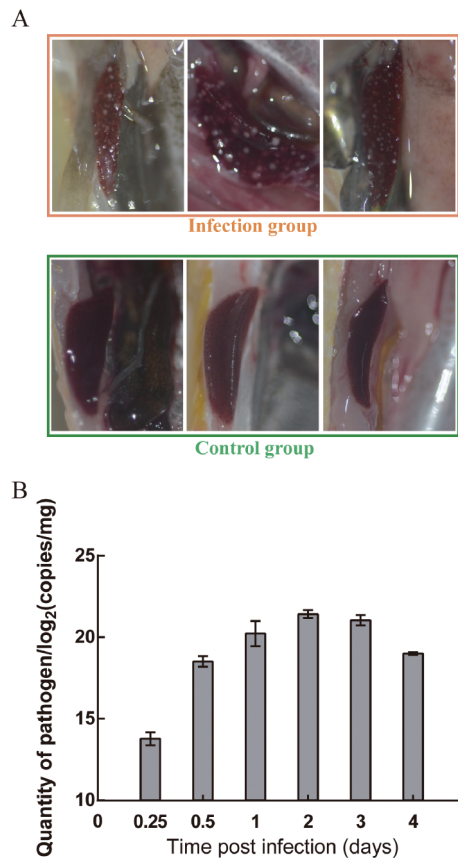 A
Infection group
Control group
B
Quantity of pathogen/log₂(copies/mg)
25
20
15
10
0 0.25 0.5 1 2 3 4
Time post infection (days)